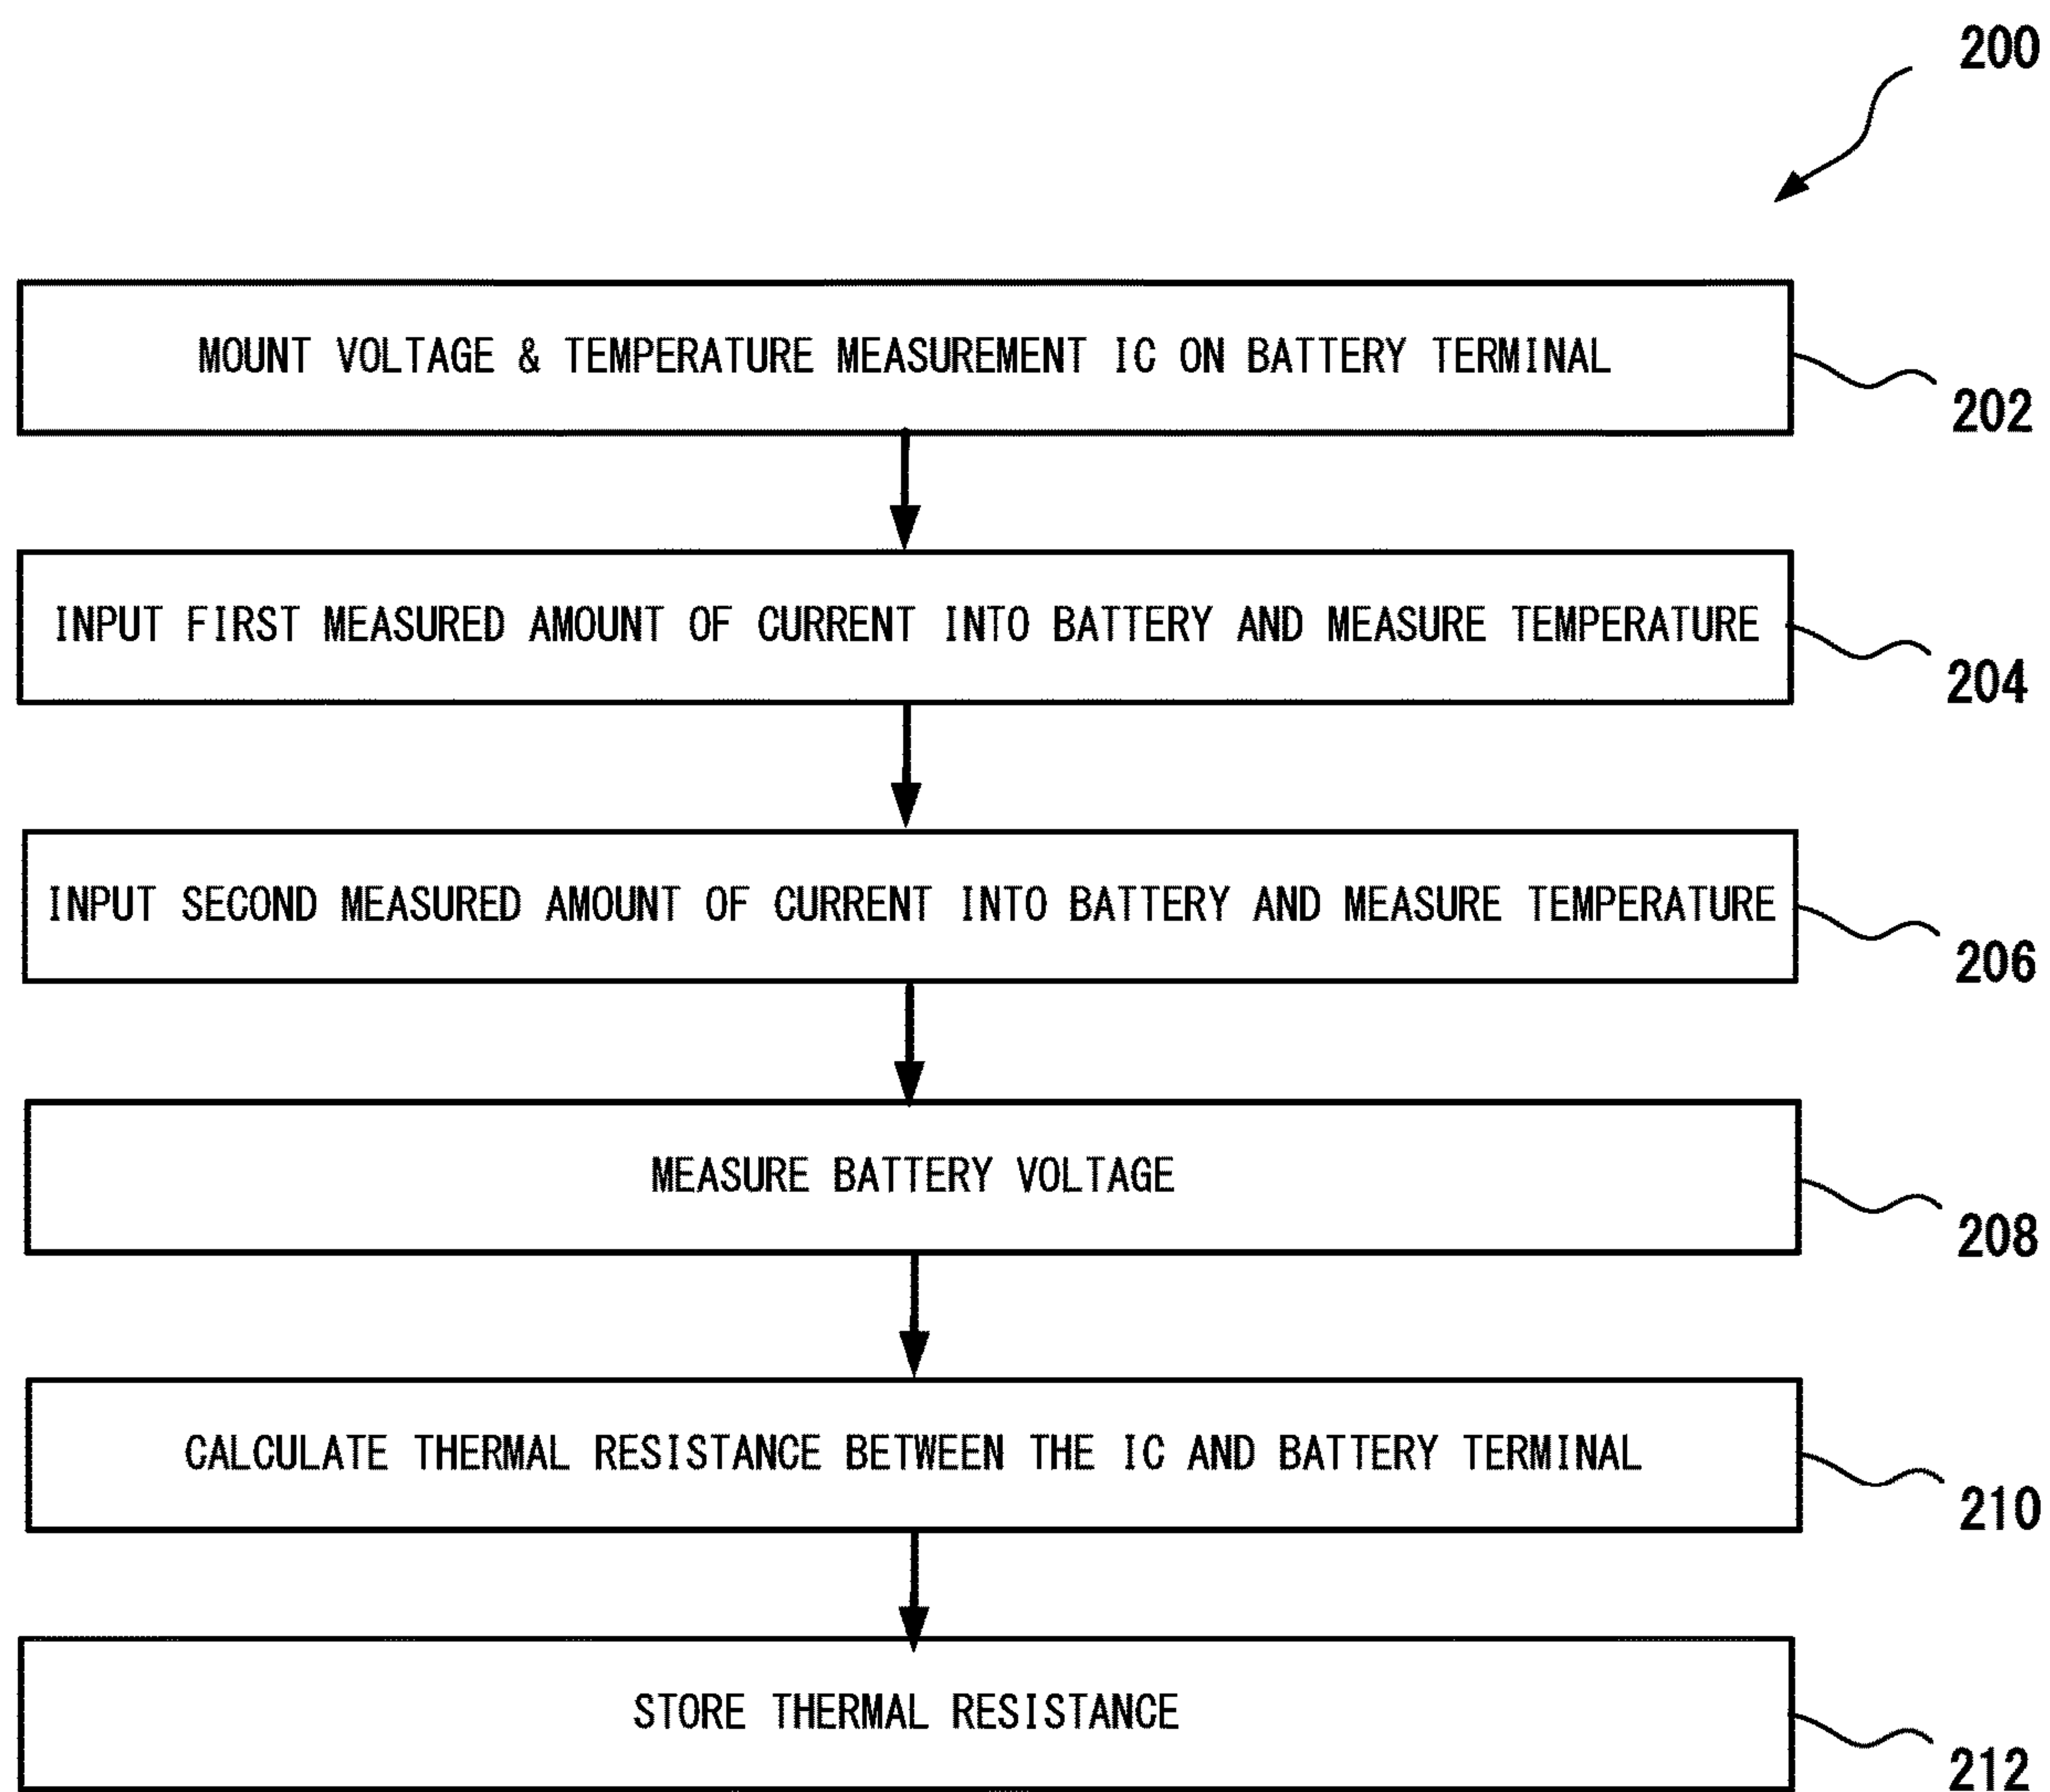 200
MOUNT VOLTAGE & TEMPERATURE MEASUREMENT IC ON BATTERY TERMINAL
202
INPUT FIRST MEASURED AMOUNT OF CURRENT INTO BATTERY AND MEASURE TEMPERATURE
204
INPUT SECOND MEASURED AMOUNT OF CURRENT INTO BATTERY AND MEASURE TEMPERATURE
206
MEASURE BATTERY VOLTAGE
208
CALCULATE THERMAL RESISTANCE BETWEEN THE IC AND BATTERY TERMINAL
210
STORE THERMAL RESISTANCE
212